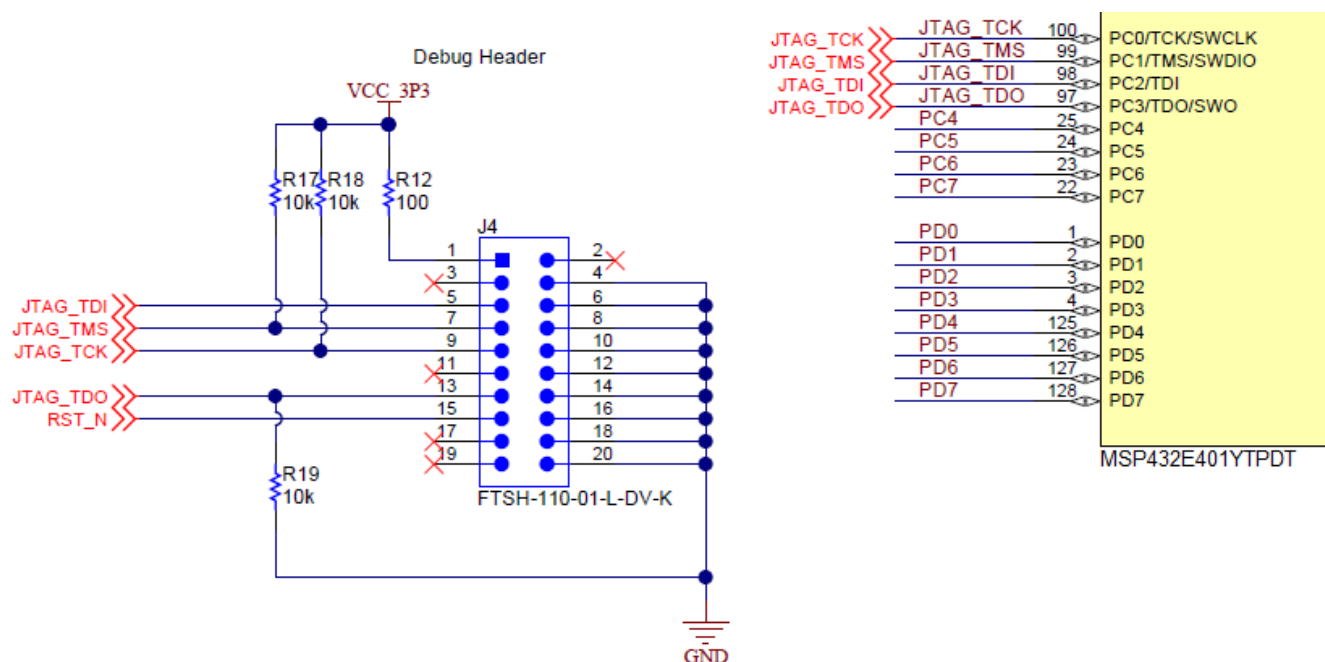 Debug Header
VCC_3P3
R17
10k
R18
10k
R12
100
J4
1
2
3
4
JTAG_TDI
5
6
JTAG_TMS
7
8
JTAG_TCK
9
10
11
12
JTAG_TDO
13
14
RST_N
15
16
17
18
19
20
R19
10k
FTSH-110-01-L-DV-K
GND
JTAG_TCK JTAG_TCK 100 PC0/TCK/SWCLK
JTAG_TMS JTAG_TMS 99 PC1/TMS/SWDIO
JTAG_TDI JTAG_TDI 98 PC2/TDI
JTAG_TDO JTAG_TDO 97 PC3/TDO/SWO
PC4 25 PC4
PC5 24 PC5
PC6 23 PC6
PC7 22 PC7
PD0 1 PD0
PD1 2 PD1
PD2 3 PD2
PD3 4 PD3
PD4 125 PD4
PD5 126 PD5
PD6 127 PD6
PD7 128 PD7
MSP432E401YTPDT